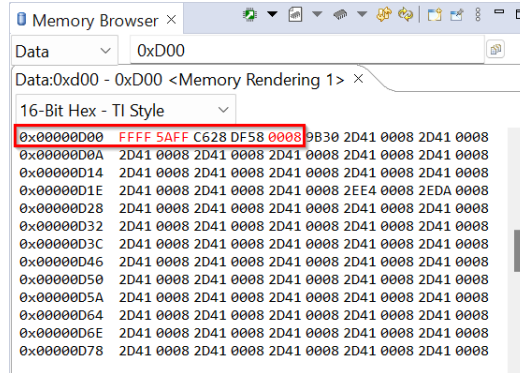 Memory Browser ×
Data 0xD00
Data:0xd00 - 0xD00 <Memory Rendering 1> ×
16-Bit Hex - TI Style
0x00000D00 FFFF 5AFF C628 DF58 0008 9B30 2D41 0008 2D41 0008
0x00000D0A 2D41 0008 2D41 0008 2D41 0008 2D41 0008 2D41 0008
0x00000D14 2D41 0008 2D41 0008 2D41 0008 2D41 0008 2D41 0008
0x00000D1E 2D41 0008 2D41 0008 2D41 0008 2EE4 0008 2EDA 0008
0x00000D28 2D41 0008 2D41 0008 2D41 0008 2D41 0008 2D41 0008
0x00000D32 2D41 0008 2D41 0008 2D41 0008 2D41 0008 2D41 0008
0x00000D3C 2D41 0008 2D41 0008 2D41 0008 2D41 0008 2D41 0008
0x00000D46 2D41 0008 2D41 0008 2D41 0008 2D41 0008 2D41 0008
0x00000D50 2D41 0008 2D41 0008 2D41 0008 2D41 0008 2D41 0008
0x00000D5A 2D41 0008 2D41 0008 2D41 0008 2D41 0008 2D41 0008
0x00000D64 2D41 0008 2D41 0008 2D41 0008 2D41 0008 2D41 0008
0x00000D6E 2D41 0008 2D41 0008 2D41 0008 2D41 0008 2D41 0008
0x00000D78 2D41 0008 2D41 0008 2D41 0008 2D41 0008 2D41 0008